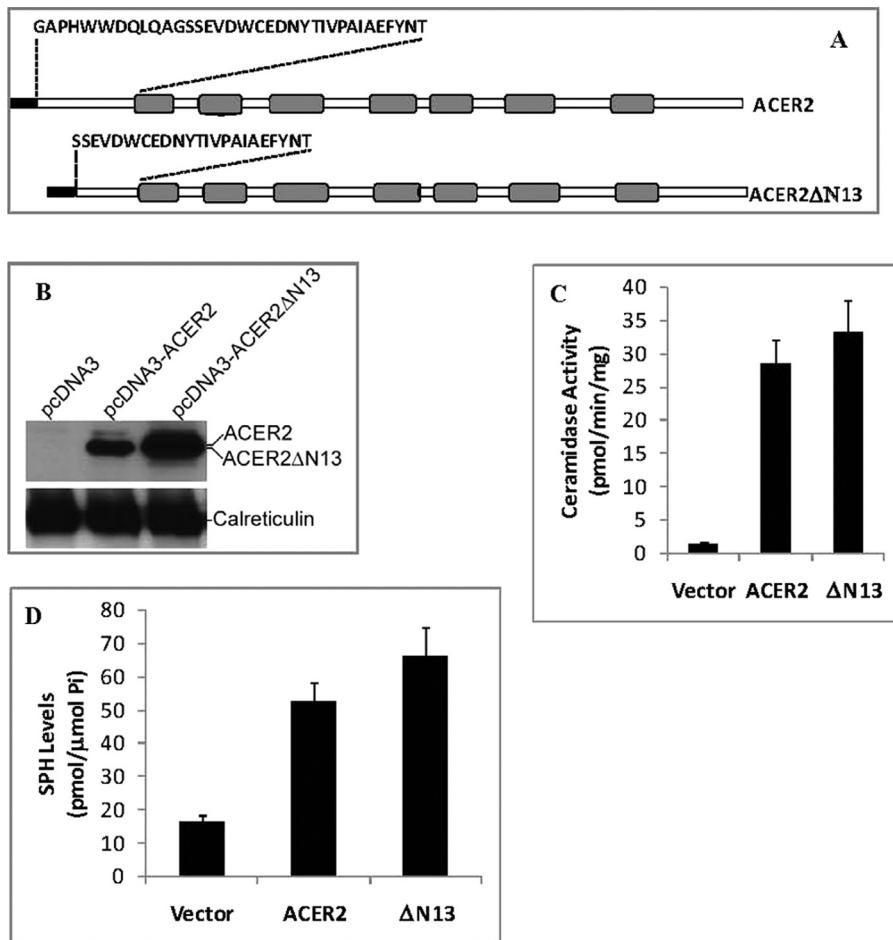 A
GAPHWWDQLQAGSSEVDWCEDNYTIVPAIAEFYNT
ACER2
SSEVDWCEDNYTIVPAIAEFYNT
ACER2ΔN13
B
pcDNA3
pcDNA3-ACER2
pcDNA3-ACER2ΔN13
ACER2
ACER2ΔN13
Calreticulin
C
Ceramidase Activity
(pmol/min/mg)
40
35
30
25
20
15
10
5
0
Vector ACER2 ΔN13
D
SPH Levels
(pmol/μmol Pi)
80
70
60
50
40
30
20
10
0
Vector ACER2 ΔN13